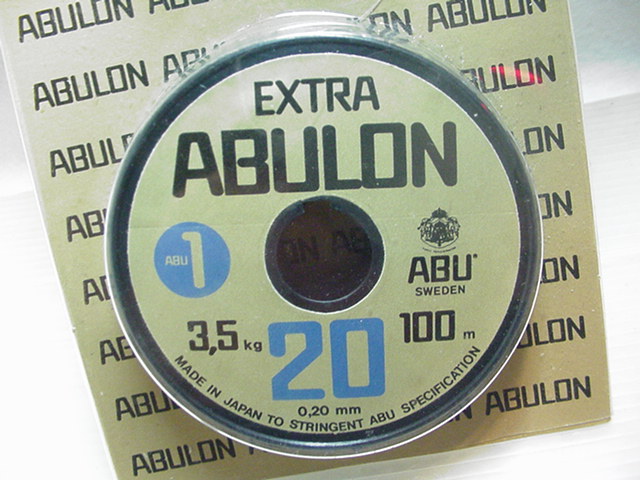 ABULON ABULON ABULON
ABULON
ABULON
ABULON
EXTRA
ABULON
ABU 1
ABU
SWEDEN
3,5 kg
20
100 m
0,20 mm
MADE IN JAPAN TO STRINGENT ABU SPECIFICATION
ABULON
ABULON